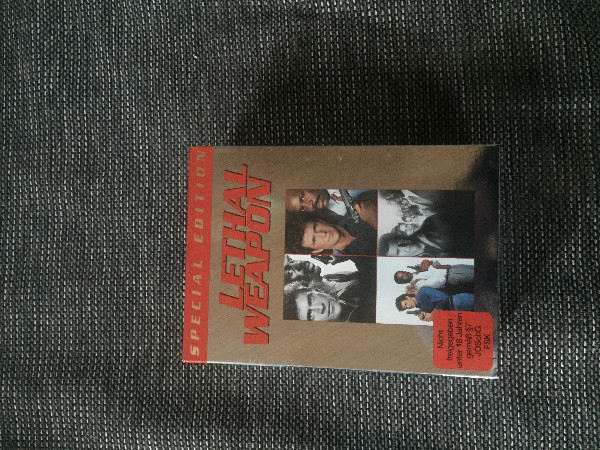 SPECIAL EDITION
LETHAL
WEAPON
Nicht
freigegeben
unter 18 Jahren
gemäß §7
JÖSchG
FSK